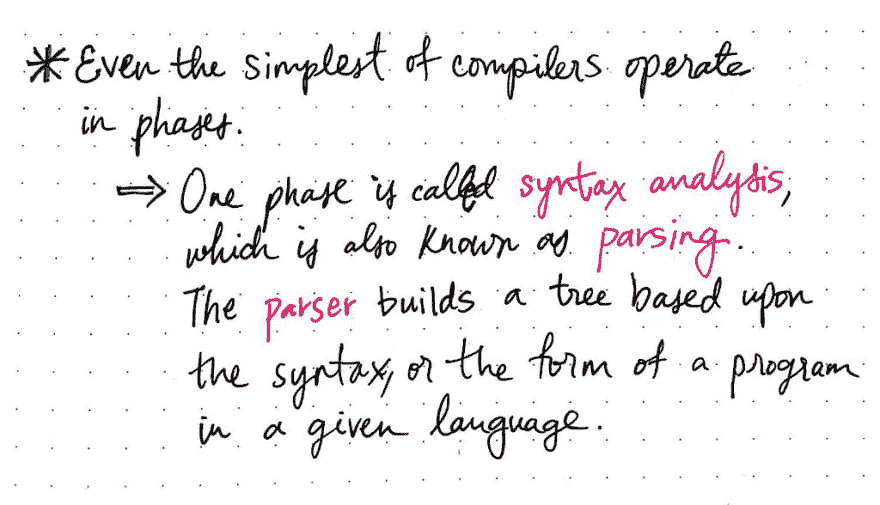 * Even the simplest of compilers operate
in phases.
⇒ One phase is called syntax analysis,
which is also known as parsing.
The parser builds a tree based upon
the syntax, or the form of a program
in a given language.